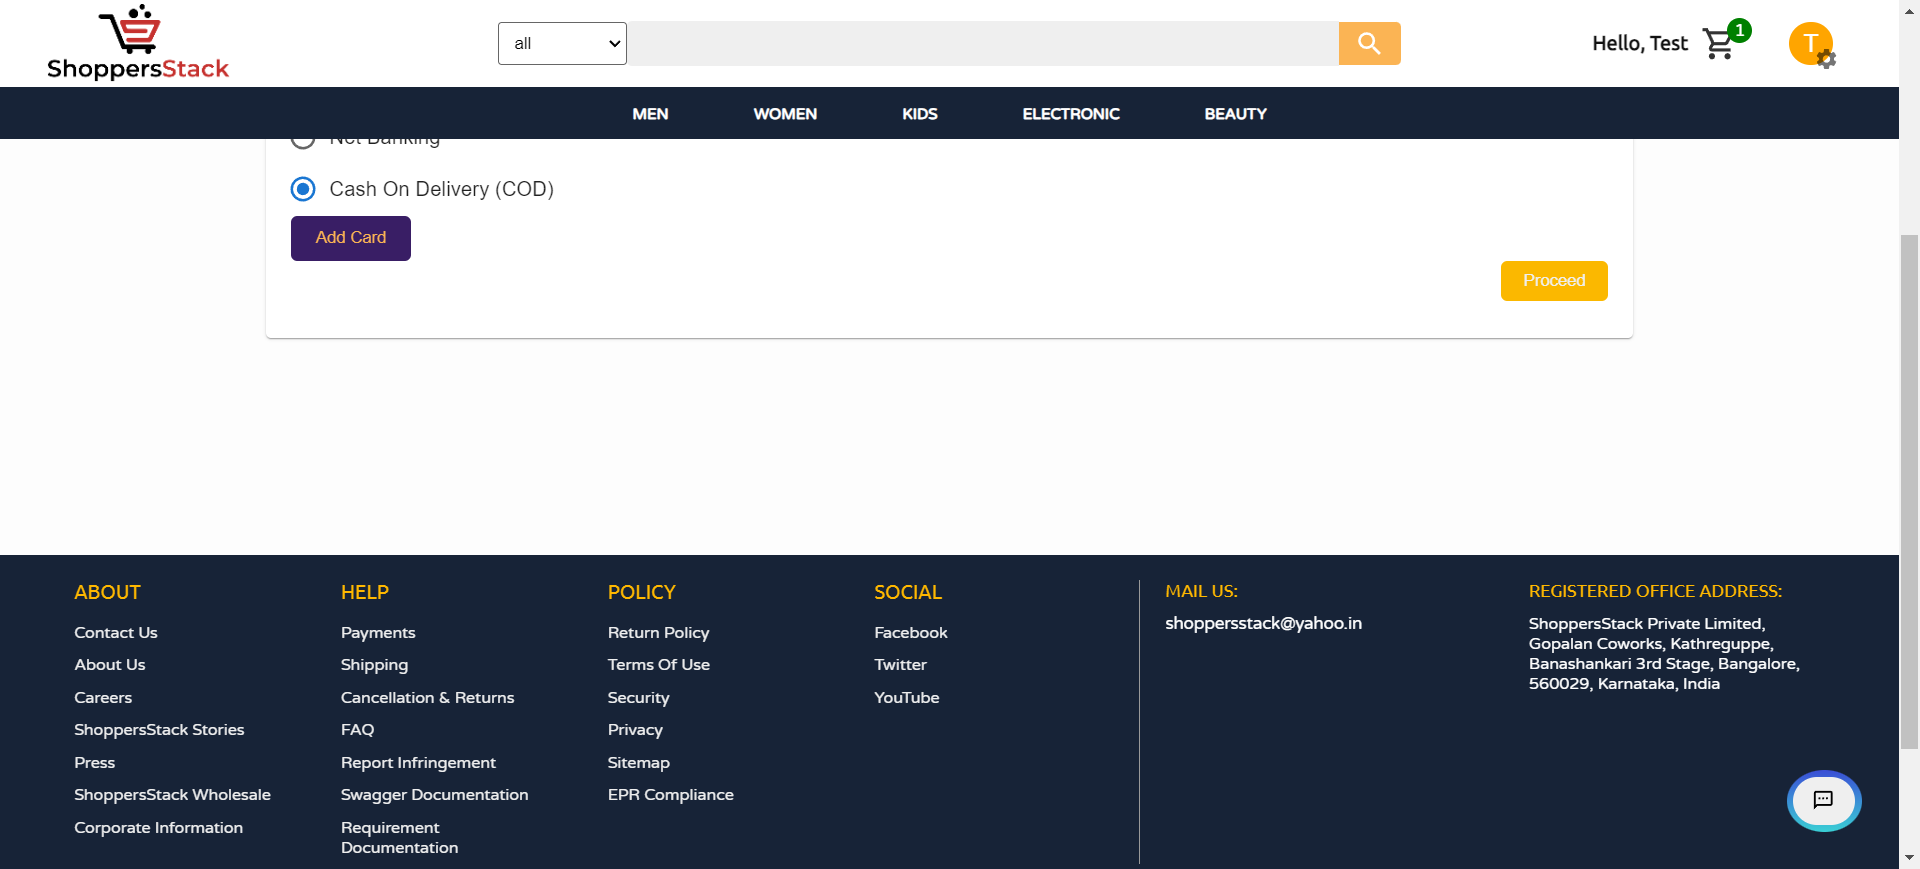 ShoppersStack
all
Hello, Test
1
T
MEN WOMEN KIDS ELECTRONIC BEAUTY
Net Banking
Cash On Delivery (COD)
Add Card
Proceed
ABOUT
Contact Us
About Us
Careers
ShoppersStack Stories
Press
ShoppersStack Wholesale
Corporate Information
HELP
Payments
Shipping
Cancellation & Returns
FAQ
Report Infringement
Swagger Documentation
Requirement
Documentation
POLICY
Return Policy
Terms Of Use
Security
Privacy
Sitemap
EPR Compliance
SOCIAL
Facebook
Twitter
YouTube
MAIL US:
shoppersstack@yahoo.in
REGISTERED OFFICE ADDRESS:
ShoppersStack Private Limited,
Gopalan Coworks, Kathreguppe,
Banashankari 3rd Stage, Bangalore,
560029, Karnataka, India